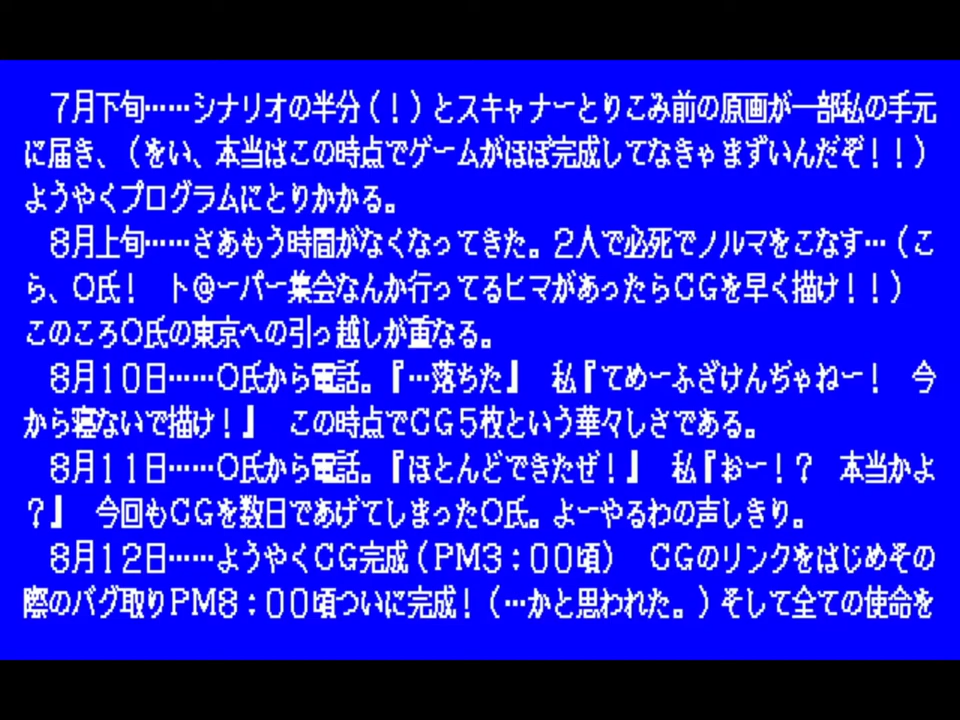 7月下旬……シナリオの半分（！）とスキャナーとりこみ前の原画が一部私の手元
に届き、（をい、本当はこの時点でゲームがほぼ完成してなきゃまずいんだぞ！！）
ようやくプログラムにとりかかる。
8月上旬……さあもう時間がなくなってきた。2人で必死でノルマをこなす…（こ
ら、O氏！　ト＠ーパー集会なんか行ってるヒマがあったらCGを早く描け！！）
このころO氏の東京への引っ越しが重なる。
8月10日……O氏から電話。『…落ちた』　私『てめーふざけんぢゃねー！　今
から寝ないで描け！』　この時点でCG5枚という華々しさである。
8月11日……O氏から電話。『ほとんどできたぜ！』　私『おー！？　本当かよ
？』　今回もCGを数日であげてしまったO氏。よーやるわの声しきり。
8月12日……ようやくCG完成（PM3：00頃）　CGのリンクをはじめその
際のバグ取りPM8：00頃ついに完成！（…かと思われた。）そして全ての使命を